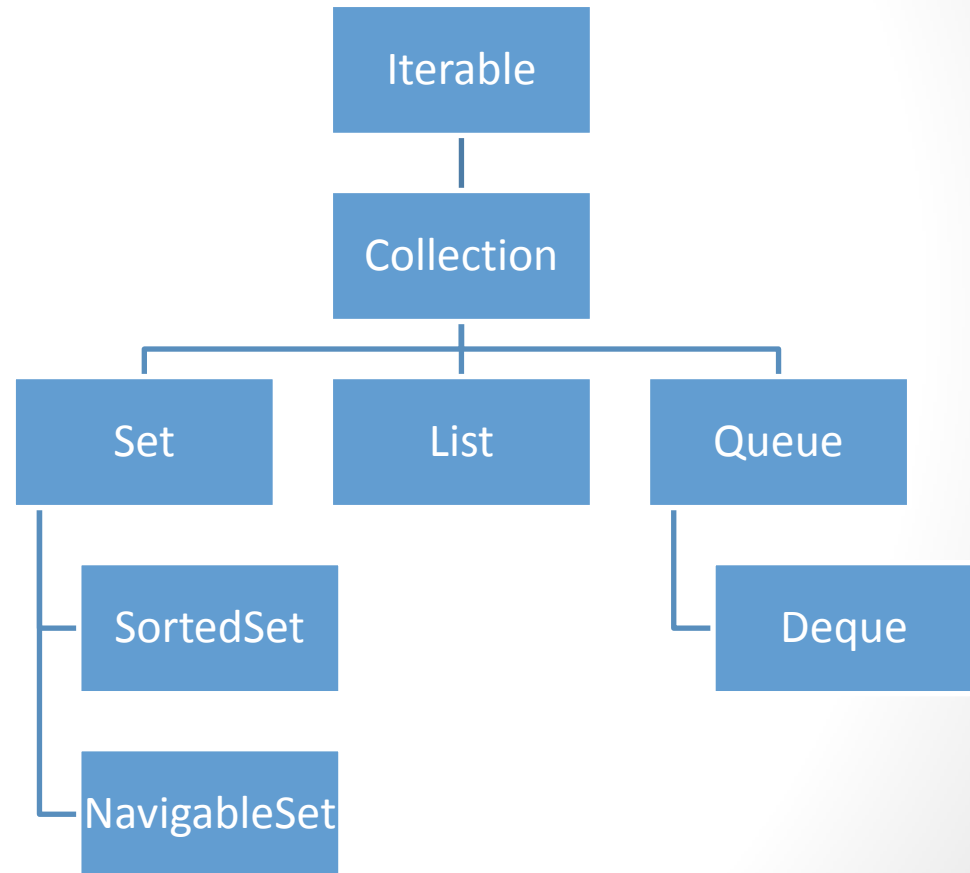 Iterable
Collection
Set
List
Queue
SortedSet
Deque
NavigableSet